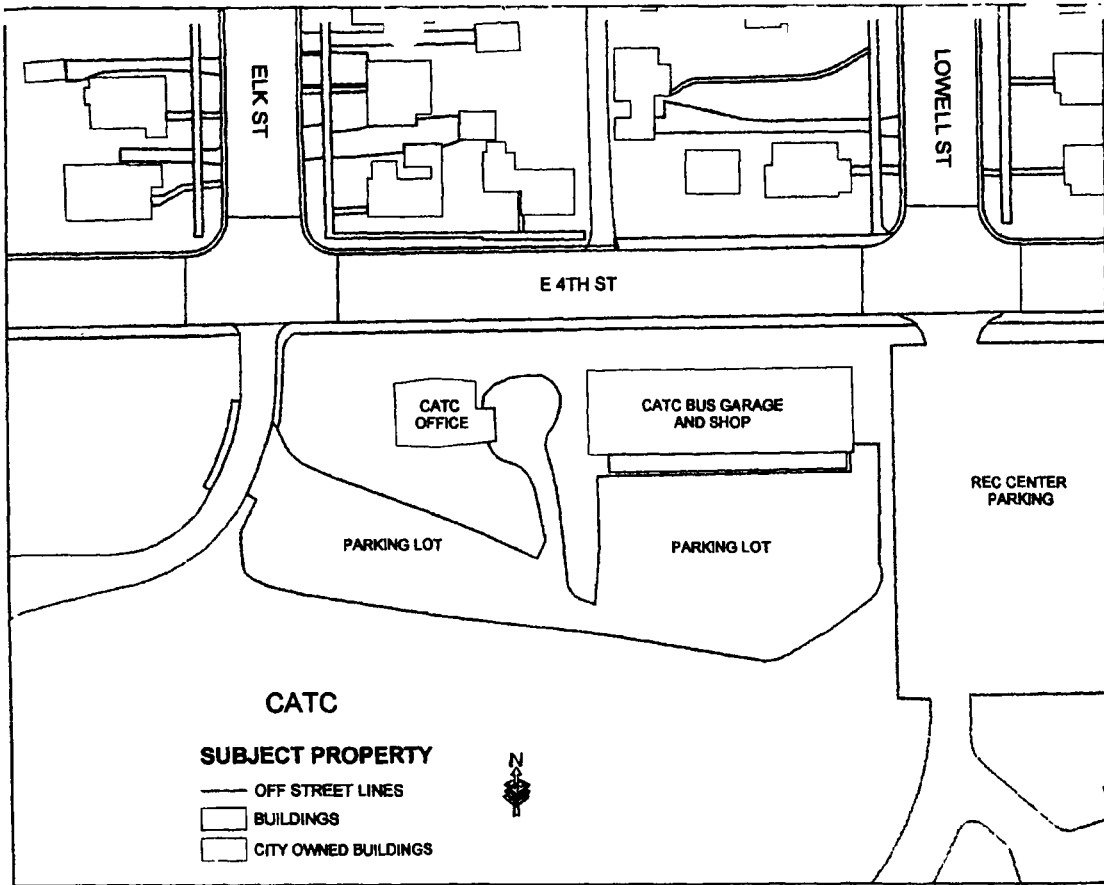 ELK ST
LOWELL ST
E 4TH ST
CATC
OFFICE
CATC BUS GARAGE
AND SHOP
REC CENTER
PARKING
PARKING LOT
PARKING LOT
CATC
SUBJECT PROPERTY
OFF STREET LINES
BUILDINGS
CITY OWNED BUILDINGS
N